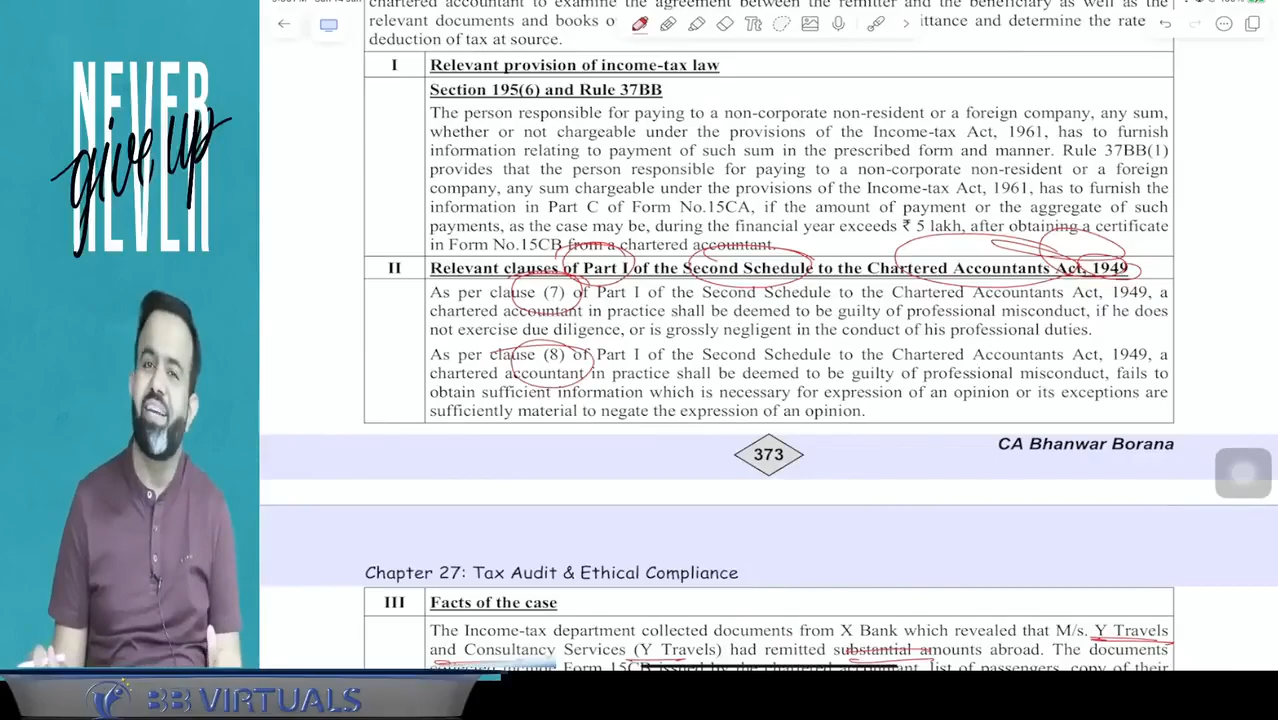 chartered accountant to examine the agreement between the remitter and the beneficiary as well as the
relevant documents and books o ittance and determine the rate
deduction of tax at source.
I Relevant provision of income-tax law
Section 195(6) and Rule 37BB
The person responsible for paying to a non-corporate non-resident or a foreign company, any sum,
whether or not chargeable under the provisions of the Income-tax Act, 1961, has to furnish
information relating to payment of such sum in the prescribed form and manner. Rule 37BB(1)
provides that the person responsible for paying to a non-corporate non-resident or a foreign
company, any sum chargeable under the provisions of the Income-tax Act, 1961, has to furnish the
information in Part C of Form No.15CA, if the amount of payment or the aggregate of such
payments, as the case may be, during the financial year exceeds ₹ 5 lakh, after obtaining a certificate
in Form No.15CB from a chartered accountant.
II Relevant clauses of Part I of the Second Schedule to the Chartered Accountants Act, 1949
As per clause (7) of Part I of the Second Schedule to the Chartered Accountants Act, 1949, a
chartered accountant in practice shall be deemed to be guilty of professional misconduct, if he does
not exercise due diligence, or is grossly negligent in the conduct of his professional duties.
As per clause (8) of Part I of the Second Schedule to the Chartered Accountants Act, 1949, a
chartered accountant in practice shall be deemed to be guilty of professional misconduct, fails to
obtain sufficient information which is necessary for expression of an opinion or its exceptions are
sufficiently material to negate the expression of an opinion.
373
CA Bhanwar Borana
Chapter 27: Tax Audit & Ethical Compliance
III Facts of the case
The Income-tax department collected documents from X Bank which revealed that M/s. Y Travels
and Consultancy Services (Y Travels) had remitted substantial amounts abroad. The documents
Form 15CB issued by the chartered accountant, list of passengers, copy of their
NEVER
give up
NEVER
BB VIRTUALS